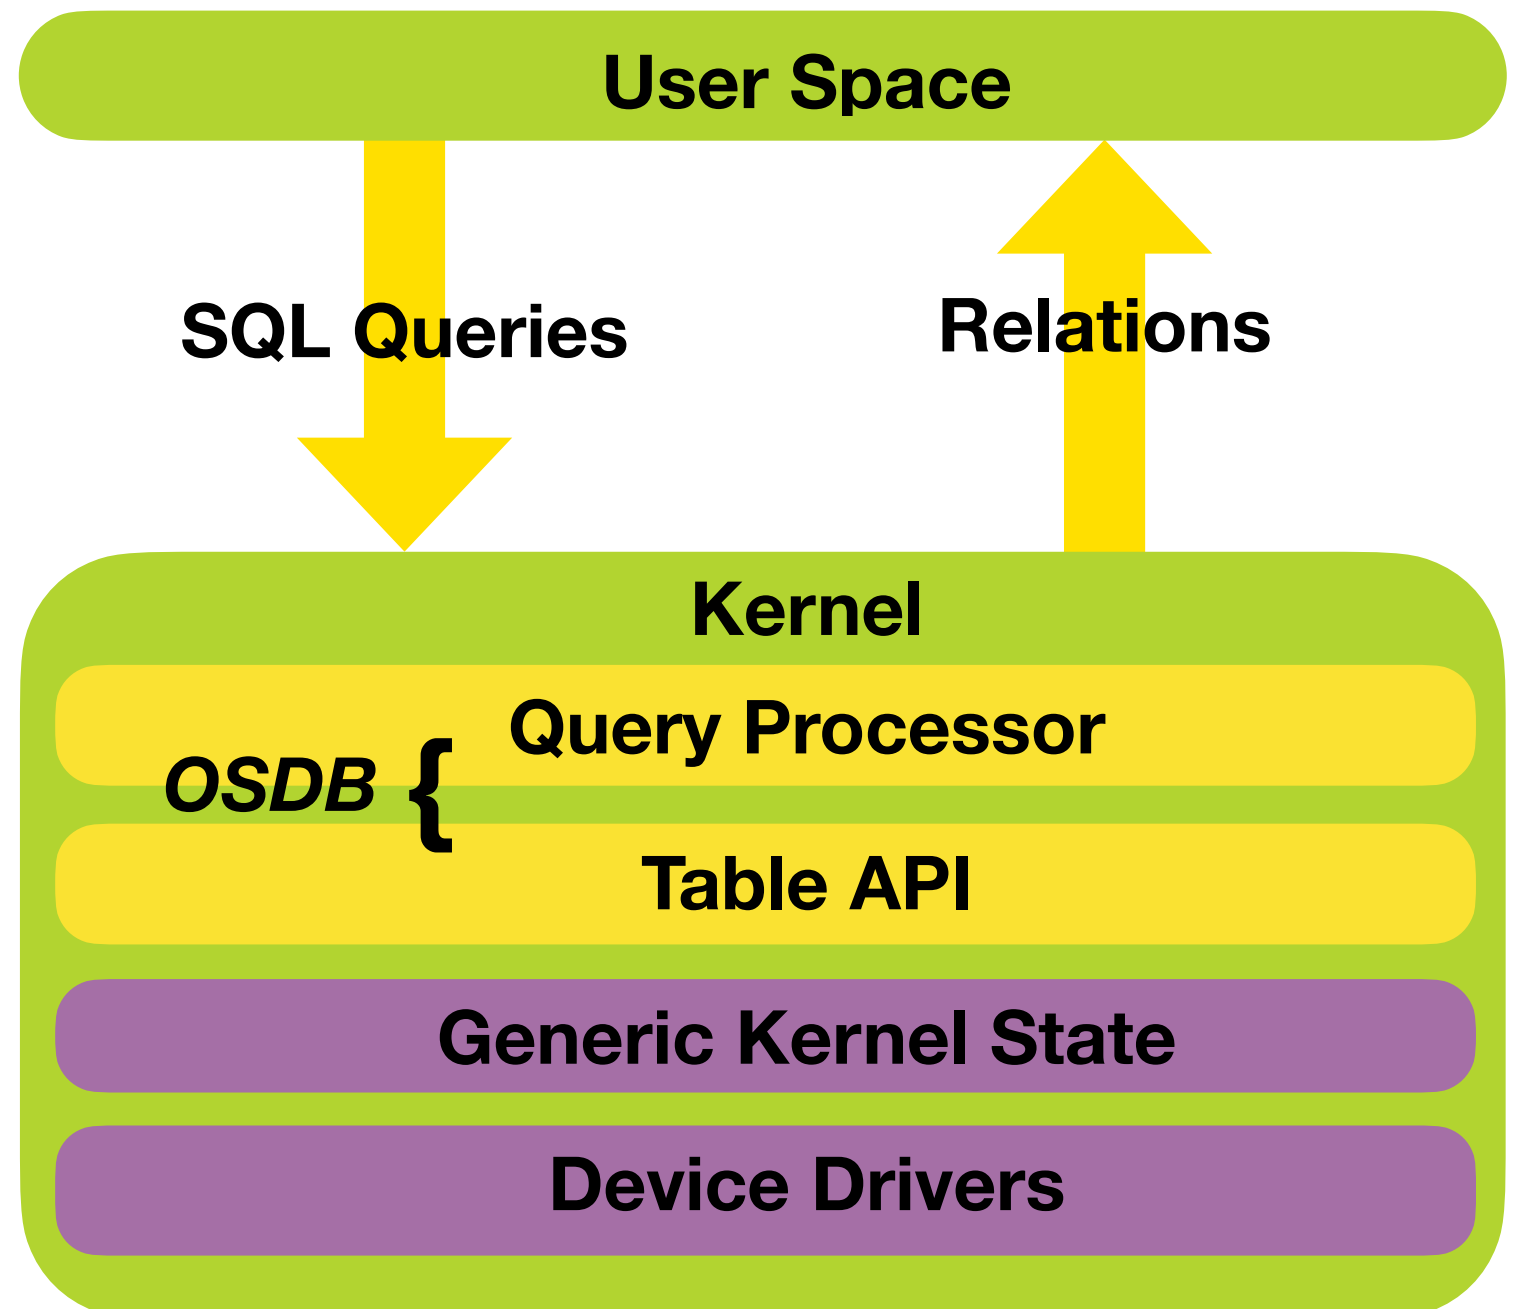 User Space
SQL Queries
Relations
Kernel
Query Processor
OSDB {
Table API
Generic Kernel State
Device Drivers